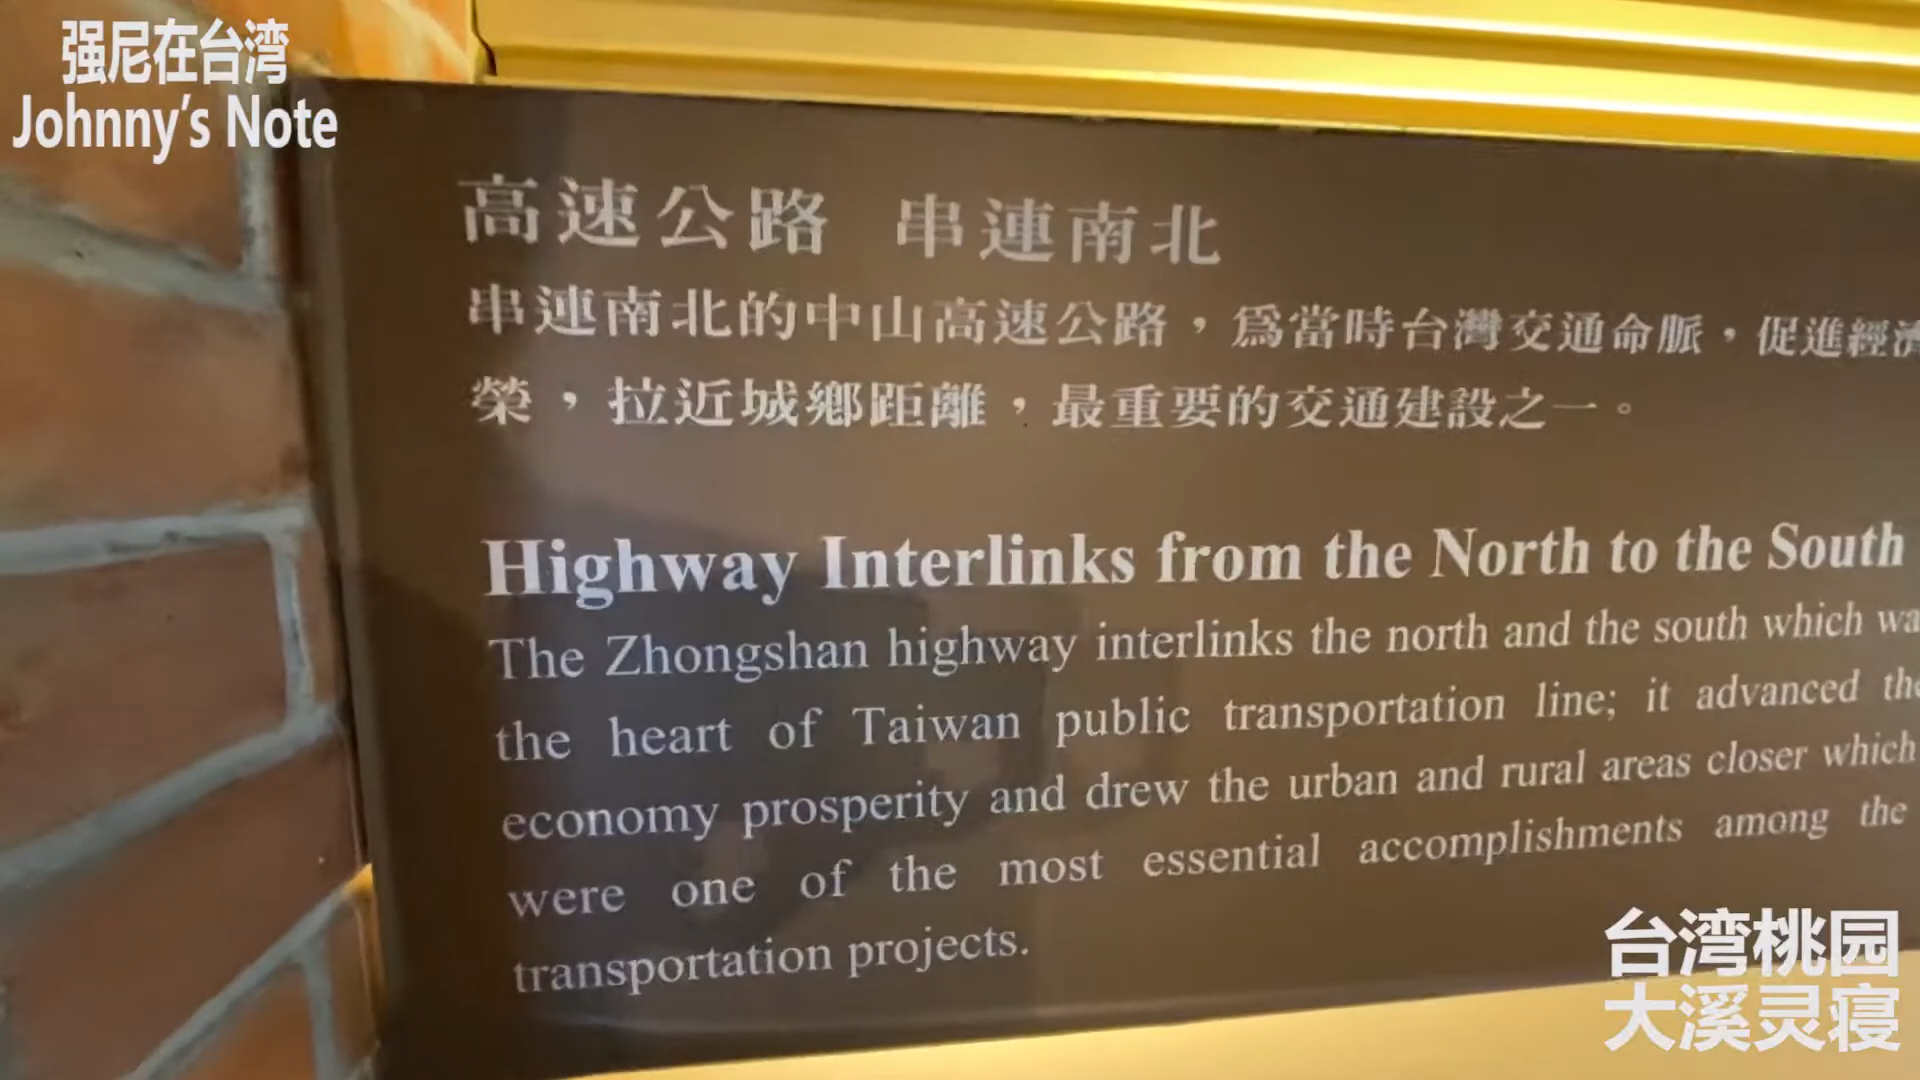 强尼在台湾
Johnny's Note
高速公路 串連南北
串連南北的中山高速公路，為當時台灣交通命脈，促進經濟
榮，拉近城鄉距離，最重要的交通建設之一。
Highway Interlinks from the North to the South
The Zhongshan highway interlinks the north and the south which
the heart of Taiwan public transportation line; it advanced the
economy prosperity and drew the urban and rural areas closer which
were one of the most essential accomplishments among the
transportation projects.
台湾桃园
大溪灵寝